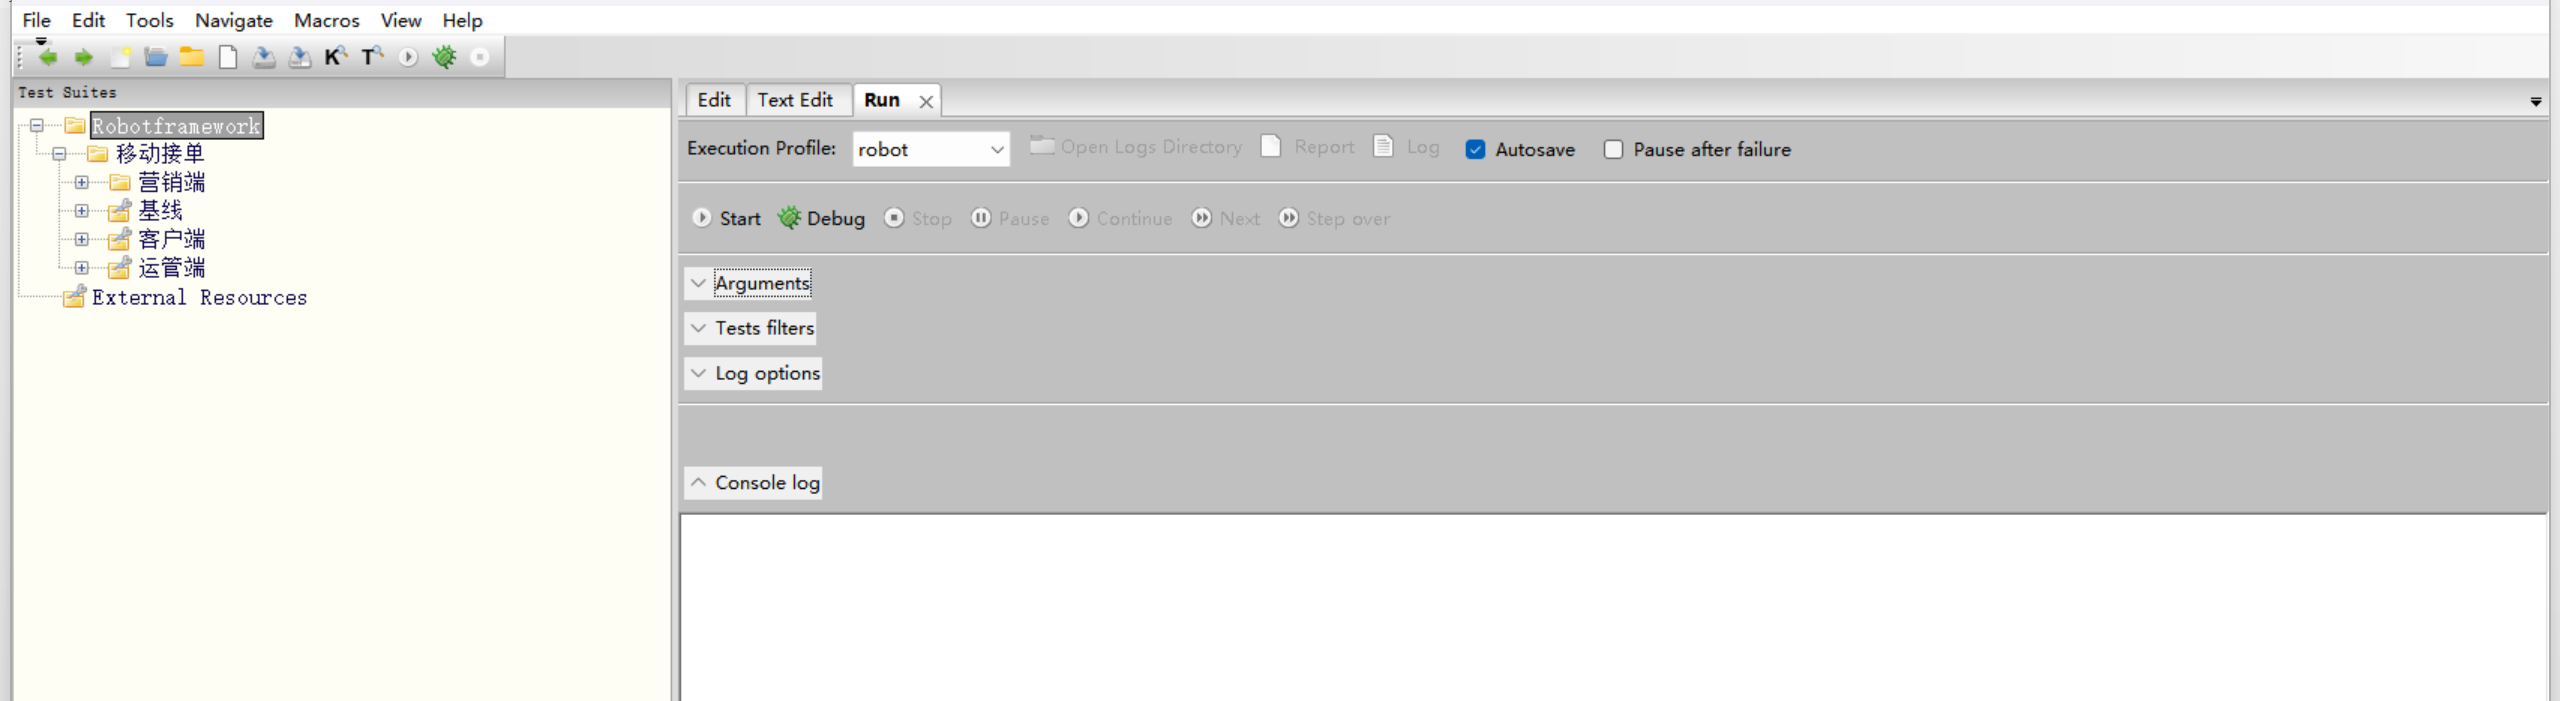 File Edit Tools Navigate Macros View Help
K T
Test Suites
Robotframework
移动接单
营销端
基线
客户端
运管端
External Resources
Edit Text Edit Run
Execution Profile: robot Open Logs Directory Report Log Autosave Pause after failure
Start Debug Stop Pause Continue Next Step over
Arguments
Tests filters
Log options
Console log